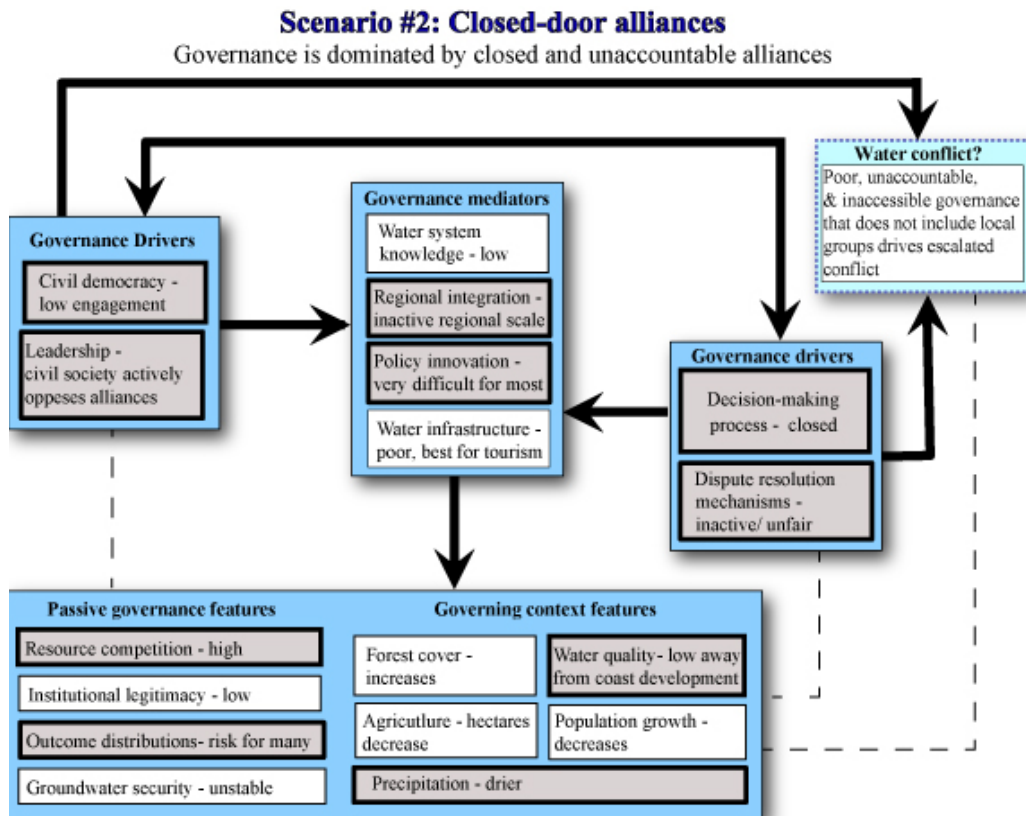 Scenario #2: Closed-door alliances
Governance is dominated by closed and unaccountable alliances
Water conflict?
Poor, unaccountable,
& inaccessible governance
that does not include local
groups drives escalated
conflict
Governance Drivers
Civil democracy -
low engagement
Leadership -
civil society actively
oppeses alliances
Governance mediators
Water system
knowledge - low
Regional integration -
inactive regional scale
Policy innovation -
very difficult for most
Water infrastructure -
poor, best for tourism
Governance drivers
Decision-making
process - closed
Dispute resolution
mechanisms -
inactive/ unfair
Passive governance features
Resource competition - high
Institutional legitimacy - low
Outcome distributions- risk for many
Groundwater security - unstable
Governing context features
Forest cover -
increases
Water quality- low away
from coast development
Agricutlure - hectares
decrease
Population growth -
decreases
Precipitation - drier